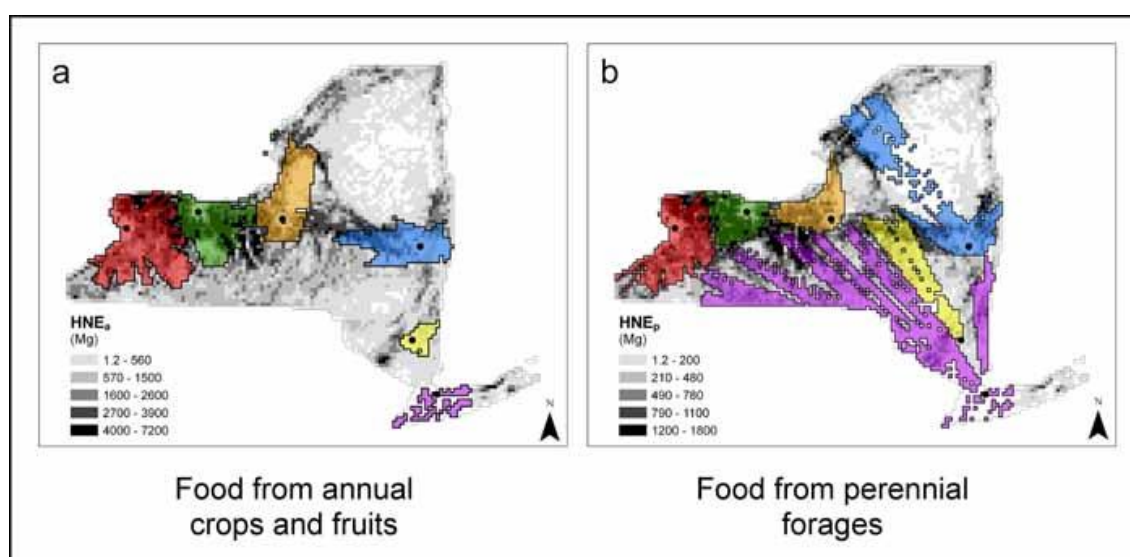 a
HNEa
(Mg)
1.2 - 560
570 - 1500
1600 - 2600
2700 - 3900
4000 - 7200
N
b
HNEp
(Mg)
1.2 - 200
210 - 480
490 - 780
790 - 1100
1200 - 1800
N
Food from annual
crops and fruits
Food from perennial
forages